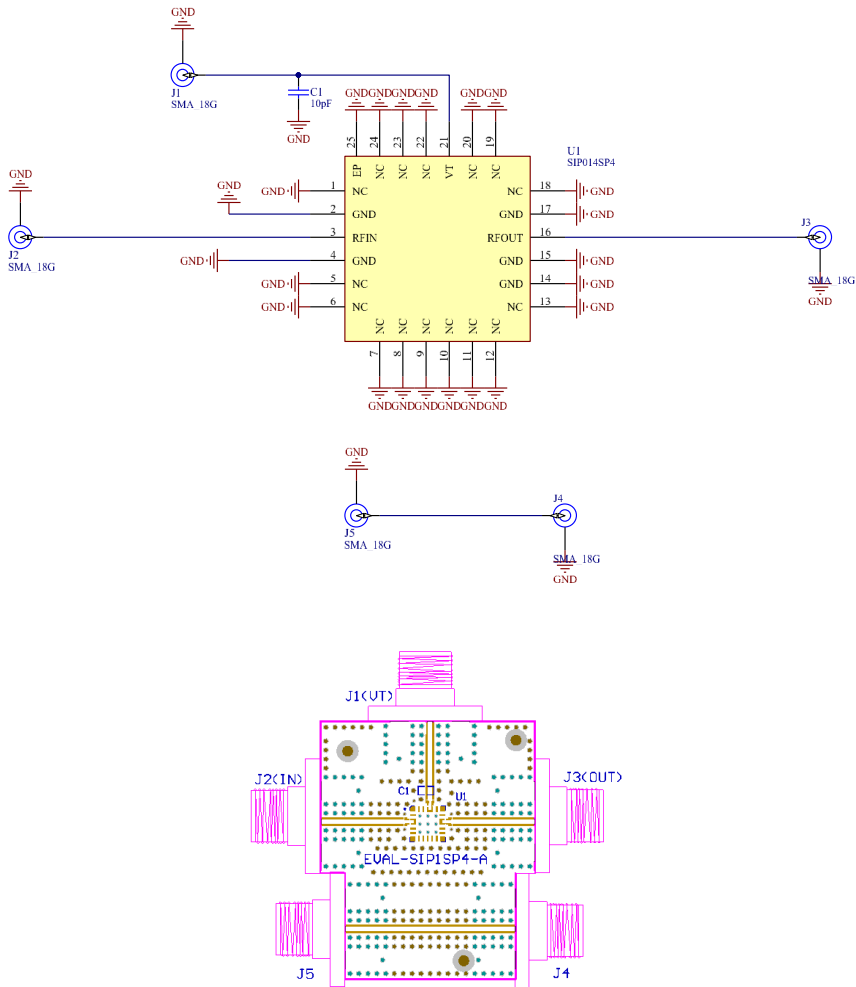 GND
J1
SMA 18G
C1
10pF
GND
GND GND GND GND GND GND
25 24 23 22 21 20 19
EP NC NC NC VT NC NC
U1
SIP014SP4
GND 1 NC
NC 18 GND
GND
2 GND
GND 17 GND
GND
J2
SMA 18G
3 RFIN
RFOUT 16
J3
SMA 18G
GND
GND 4 GND
GND 15 GND
GND 5 NC
GND 14 GND
GND 6 NC
NC 13 GND
NC NC NC NC NC NC
7 8 9 10 11 12
GND GND GND GND GND GND
GND
J5
SMA 18G
J4
SMA 18G
GND
J1(VT)
J2(IN)
J3(OUT)
C1
U1
EVAL-SIP1SP4-A
J5
J4